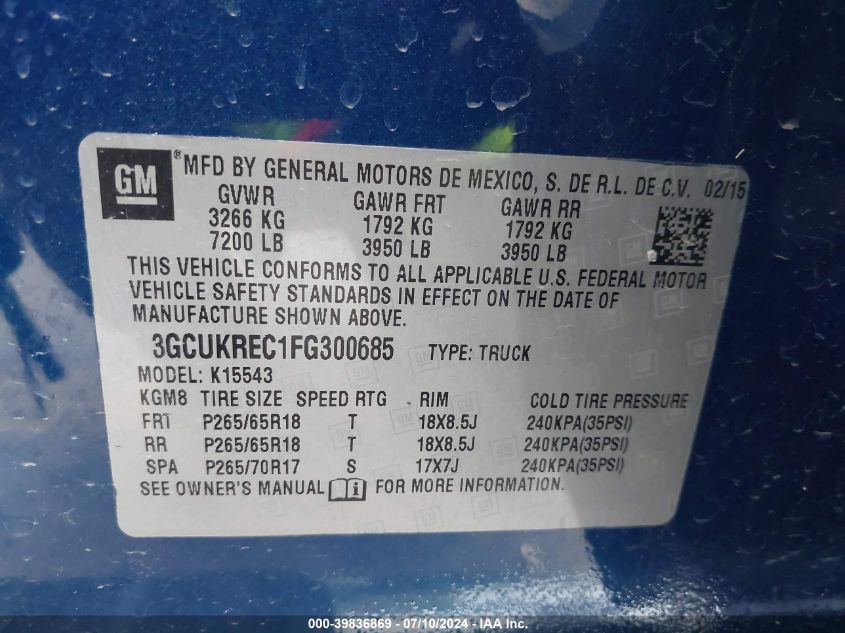 GM ® MFD BY GENERAL MOTORS DE MEXICO, S. DE R.L. DE C.V. 02/15
GVWR GAWR FRT GAWR RR
3266 KG 1792 KG 1792 KG
7200 LB 3950 LB 3950 LB
THIS VEHICLE CONFORMS TO ALL APPLICABLE U.S. FEDERAL MOTOR
VEHICLE SAFETY STANDARDS IN EFFECT ON THE DATE OF
MANUFACTURE SHOWN ABOVE.
3GCUKREC1FG300685 TYPE: TRUCK
MODEL: K15543
KGM8 TIRE SIZE SPEED RTG RIM COLD TIRE PRESSURE
FRT P265/65R18 T 18X8.5J 240KPA(35PSI)
RR P265/65R18 T 18X8.5J 240KPA(35PSI)
SPA P265/70R17 S 17X7J 240KPA(35PSI)
SEE OWNER'S MANUAL i FOR MORE INFORMATION.
000-39836869 - 07/10/2024 - IAA Inc.